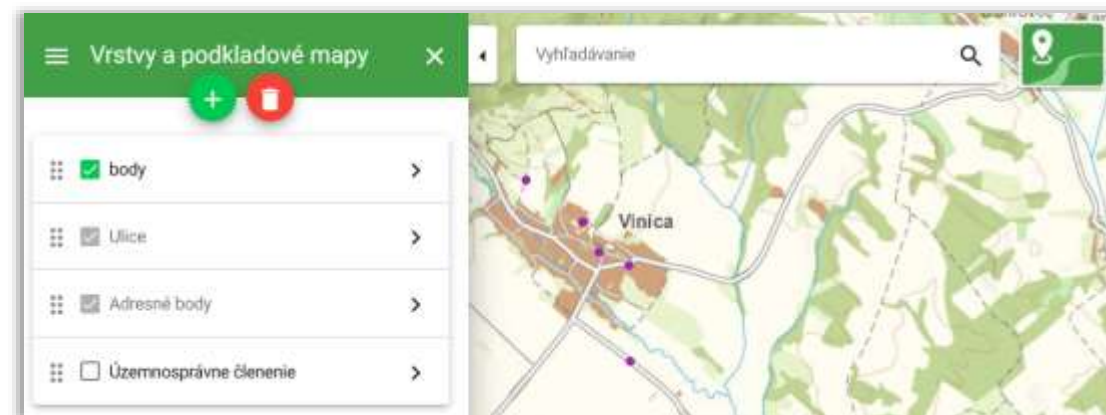 Vrstvy a podkladové mapy
body
Ulice
Adresné body
Územnosprávne členenie
Vyhľadávanie
Vinica